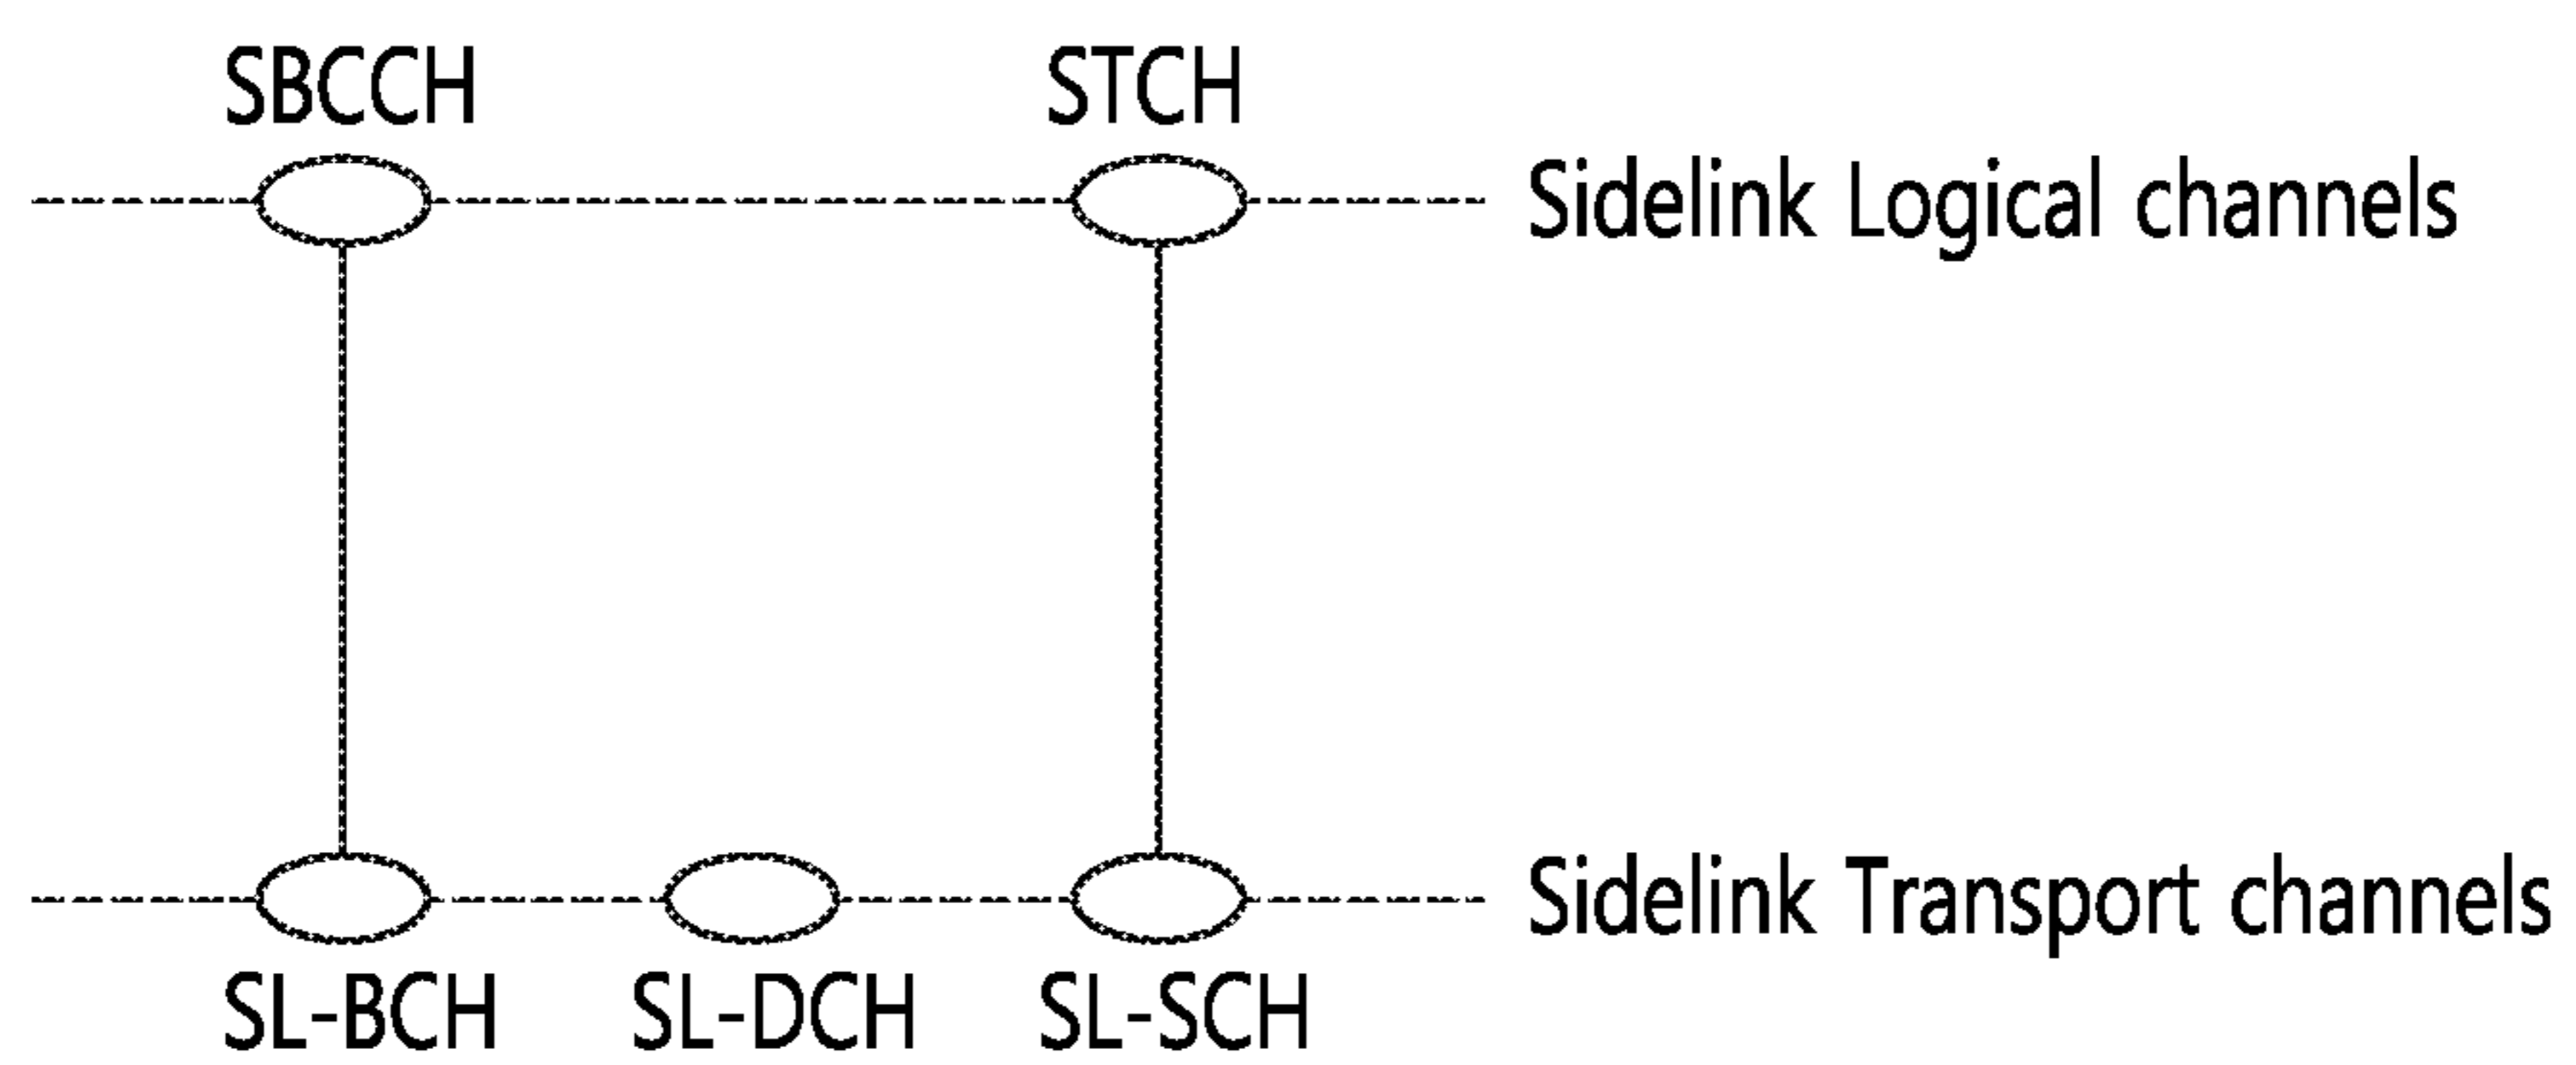 SBCCH
STCH
Sidelink Logical channels
Sidelink Transport channels
SL-BCH
SL-DCH
SL-SCH